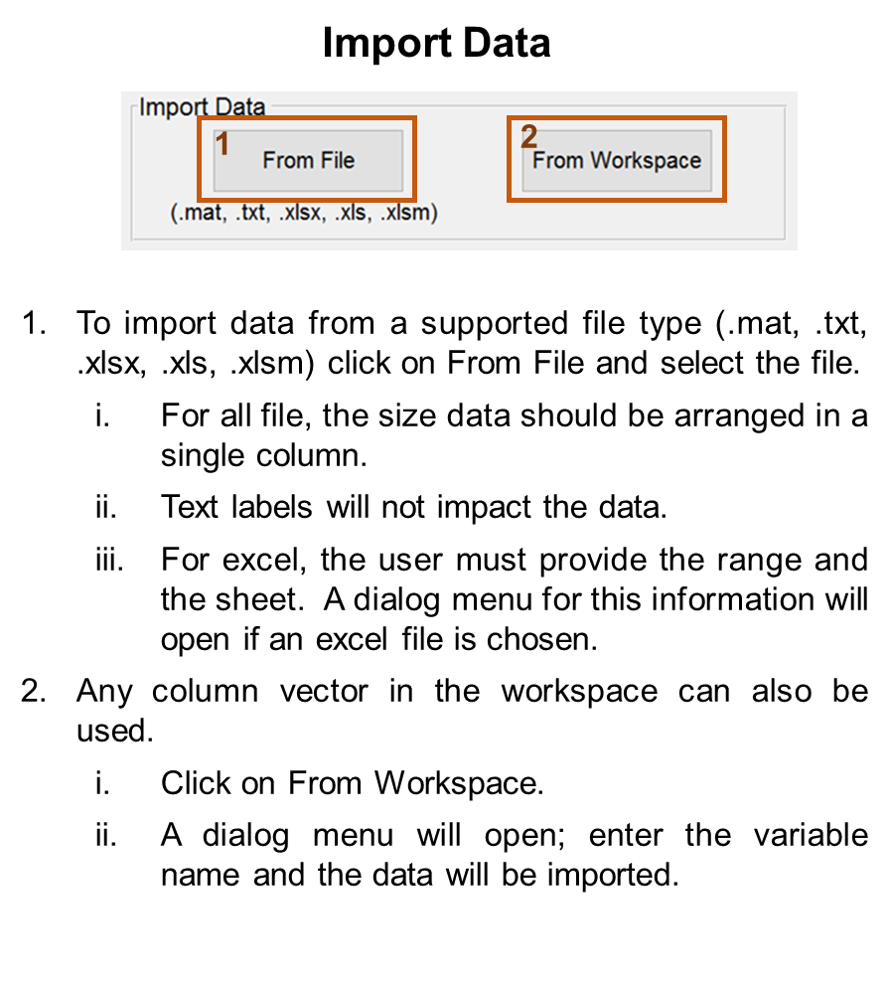 Import Data
Import Data
1
From File
2
From Workspace
(.mat, .txt, .xlsx, .xls, .xlsm)
1. To import data from a supported file type (.mat, .txt,
.xlsx, .xls, .xlsm) click on From File and select the file.
i. For all file, the size data should be arranged in a
single column.
ii. Text labels will not impact the data.
iii. For excel, the user must provide the range and
the sheet. A dialog menu for this information will
open if an excel file is chosen.
2. Any column vector in the workspace can also be
used.
i. Click on From Workspace.
ii. A dialog menu will open; enter the variable
name and the data will be imported.